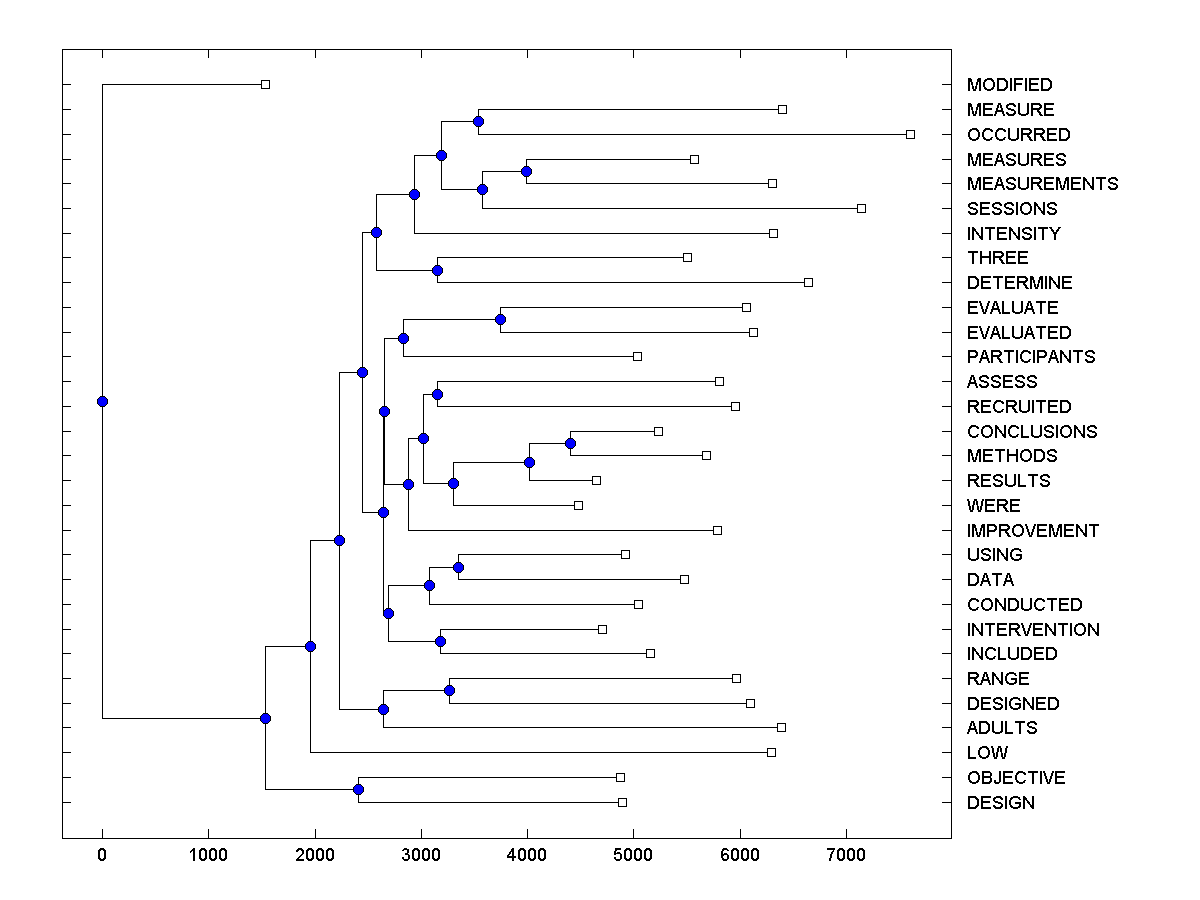 MODIFIED
MEASURE
OCCURRED
MEASURES
MEASUREMENTS
SESSIONS
INTENSITY
THREE
DETERMINE
EVALUATE
EVALUATED
PARTICIPANTS
ASSESS
RECRUITED
CONCLUSIONS
METHODS
RESULTS
WERE
IMPROVEMENT
USING
DATA
CONDUCTED
INTERVENTION
INCLUDED
RANGE
DESIGNED
ADULTS
LOW
OBJECTIVE
DESIGN
0 1000 2000 3000 4000 5000 6000 7000